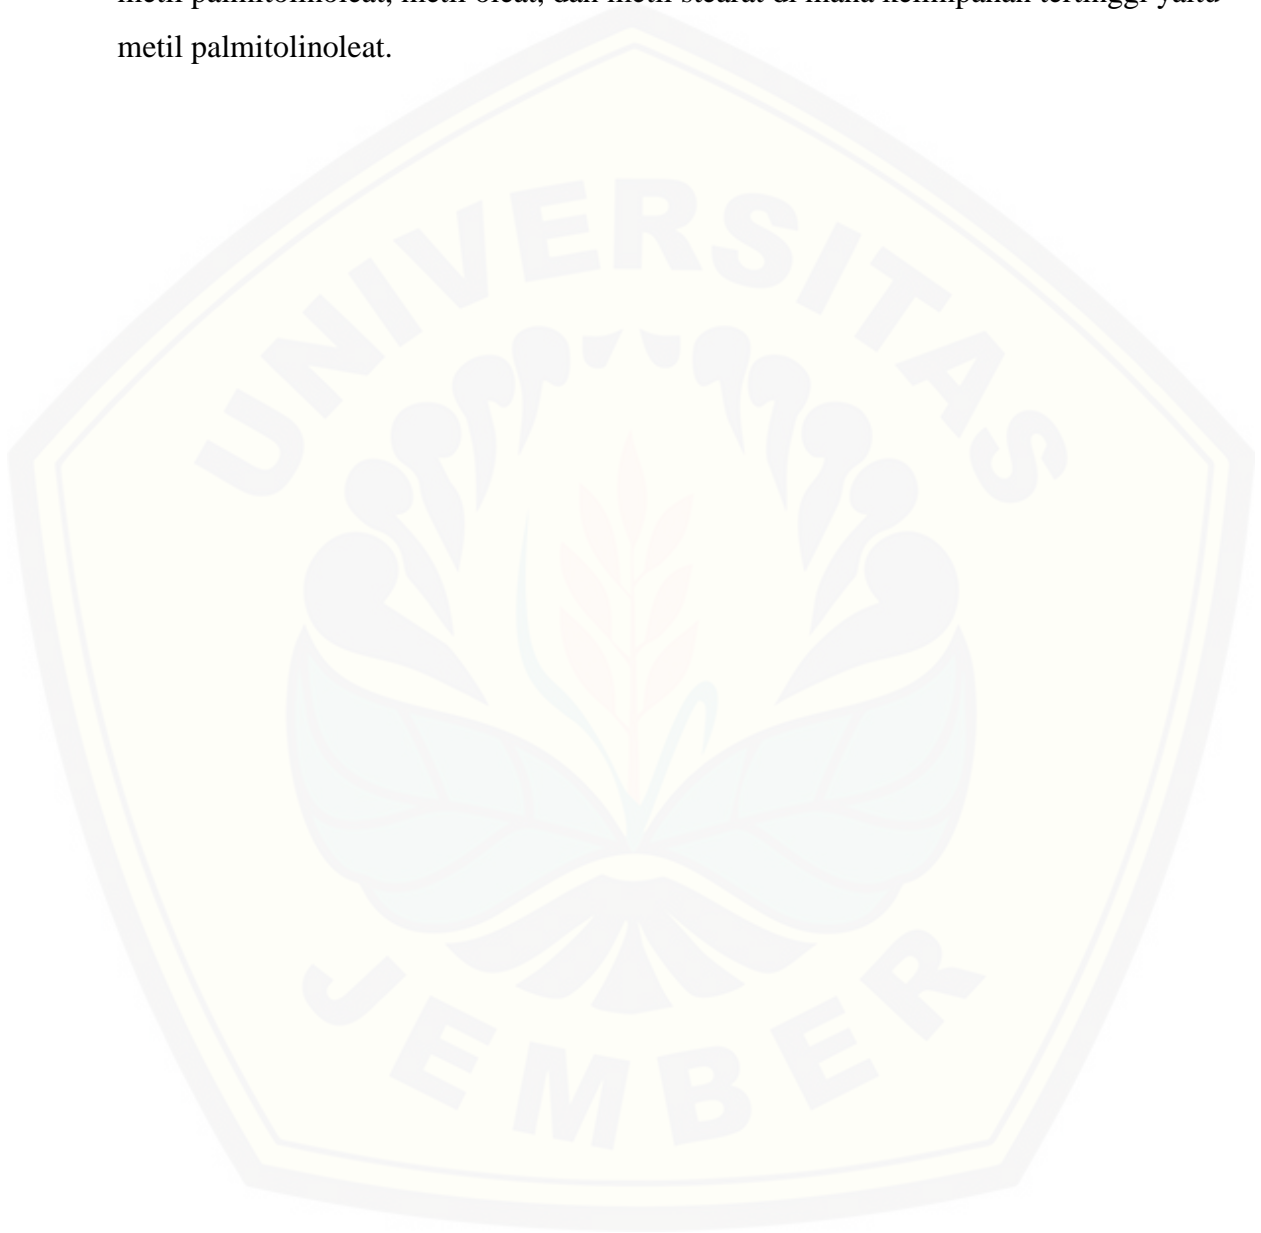 metil palmitolinoleat, metil oleat, dan metil stearat di mana kelimpahan tertinggi yaitu
metil palmitolinoleat.
UNIVERSITAS
JEMBER